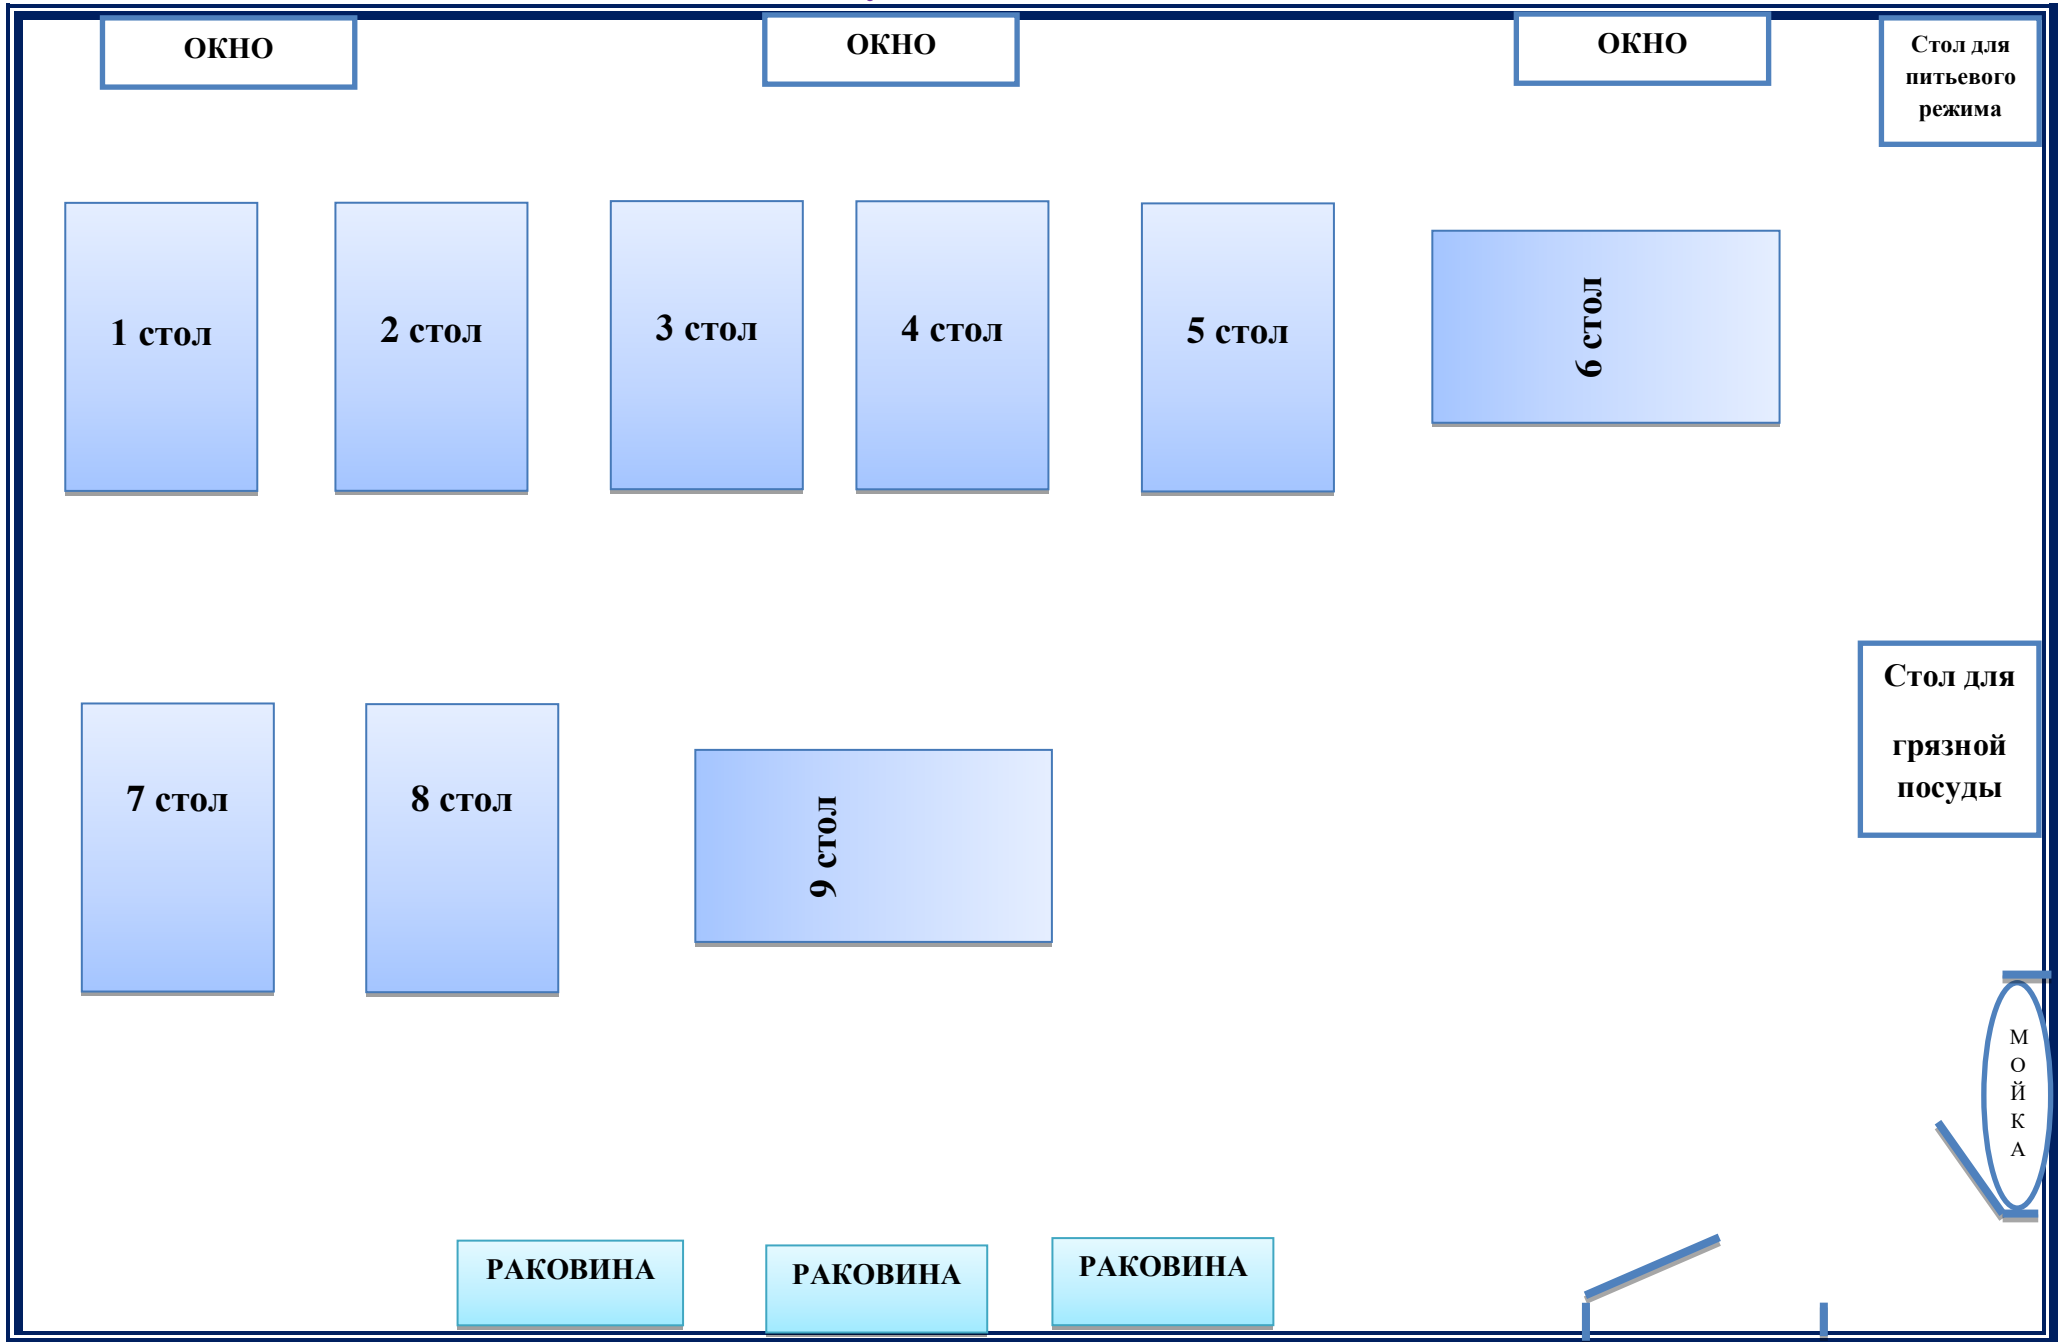 ОКНО
ОКНО
ОКНО
Стол для
питьевого
режима
1 стол
2 стол
3 стол
4 стол
5 стол
6 стол
Стол для
грязной
посуды
7 стол
8 стол
9 стол
М
О
Й
К
А
РАКОВИНА
РАКОВИНА
РАКОВИНА